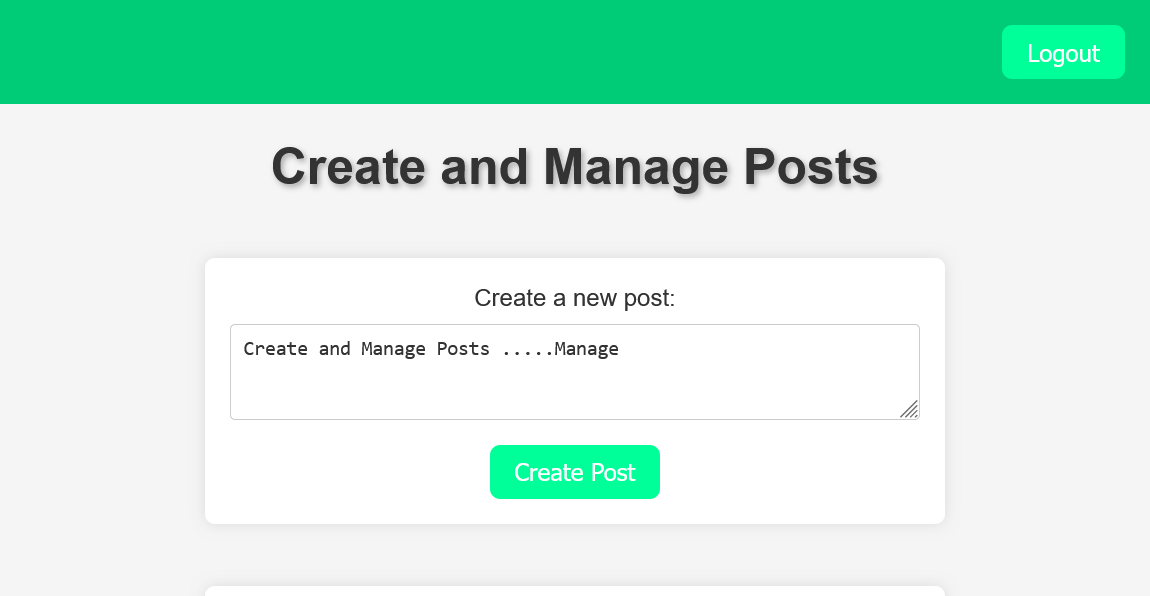 Logout
Create and Manage Posts
Create a new post:
Create and Manage Posts .....Manage
Create Post